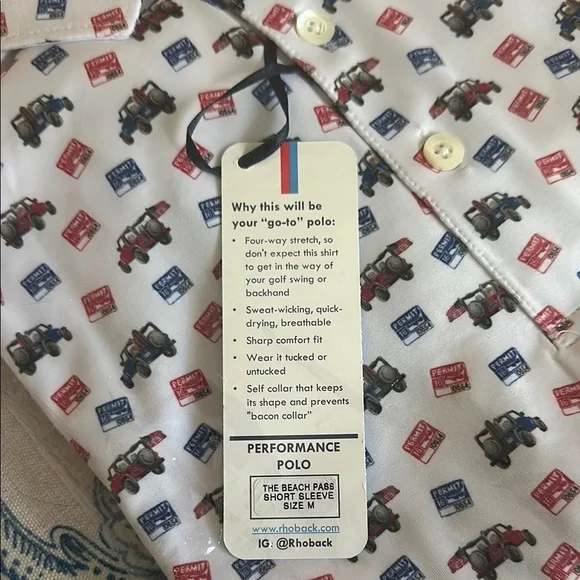 Why this will be
your "go-to" polo:
• Four-way stretch, so
don't expect this shirt
to get in the way of
your golf swing or
backhand
• Sweat-wicking, quick-
drying, breathable
• Sharp comfort fit
• Wear it tucked or
untucked
• Self collar that keeps
its shape and prevents
"bacon collar"
PERFORMANCE
POLO
THE BEACH PASS
SHORT SLEEVE
SIZE M
www.rhoback.com
IG: @Rhoback
PERMIT